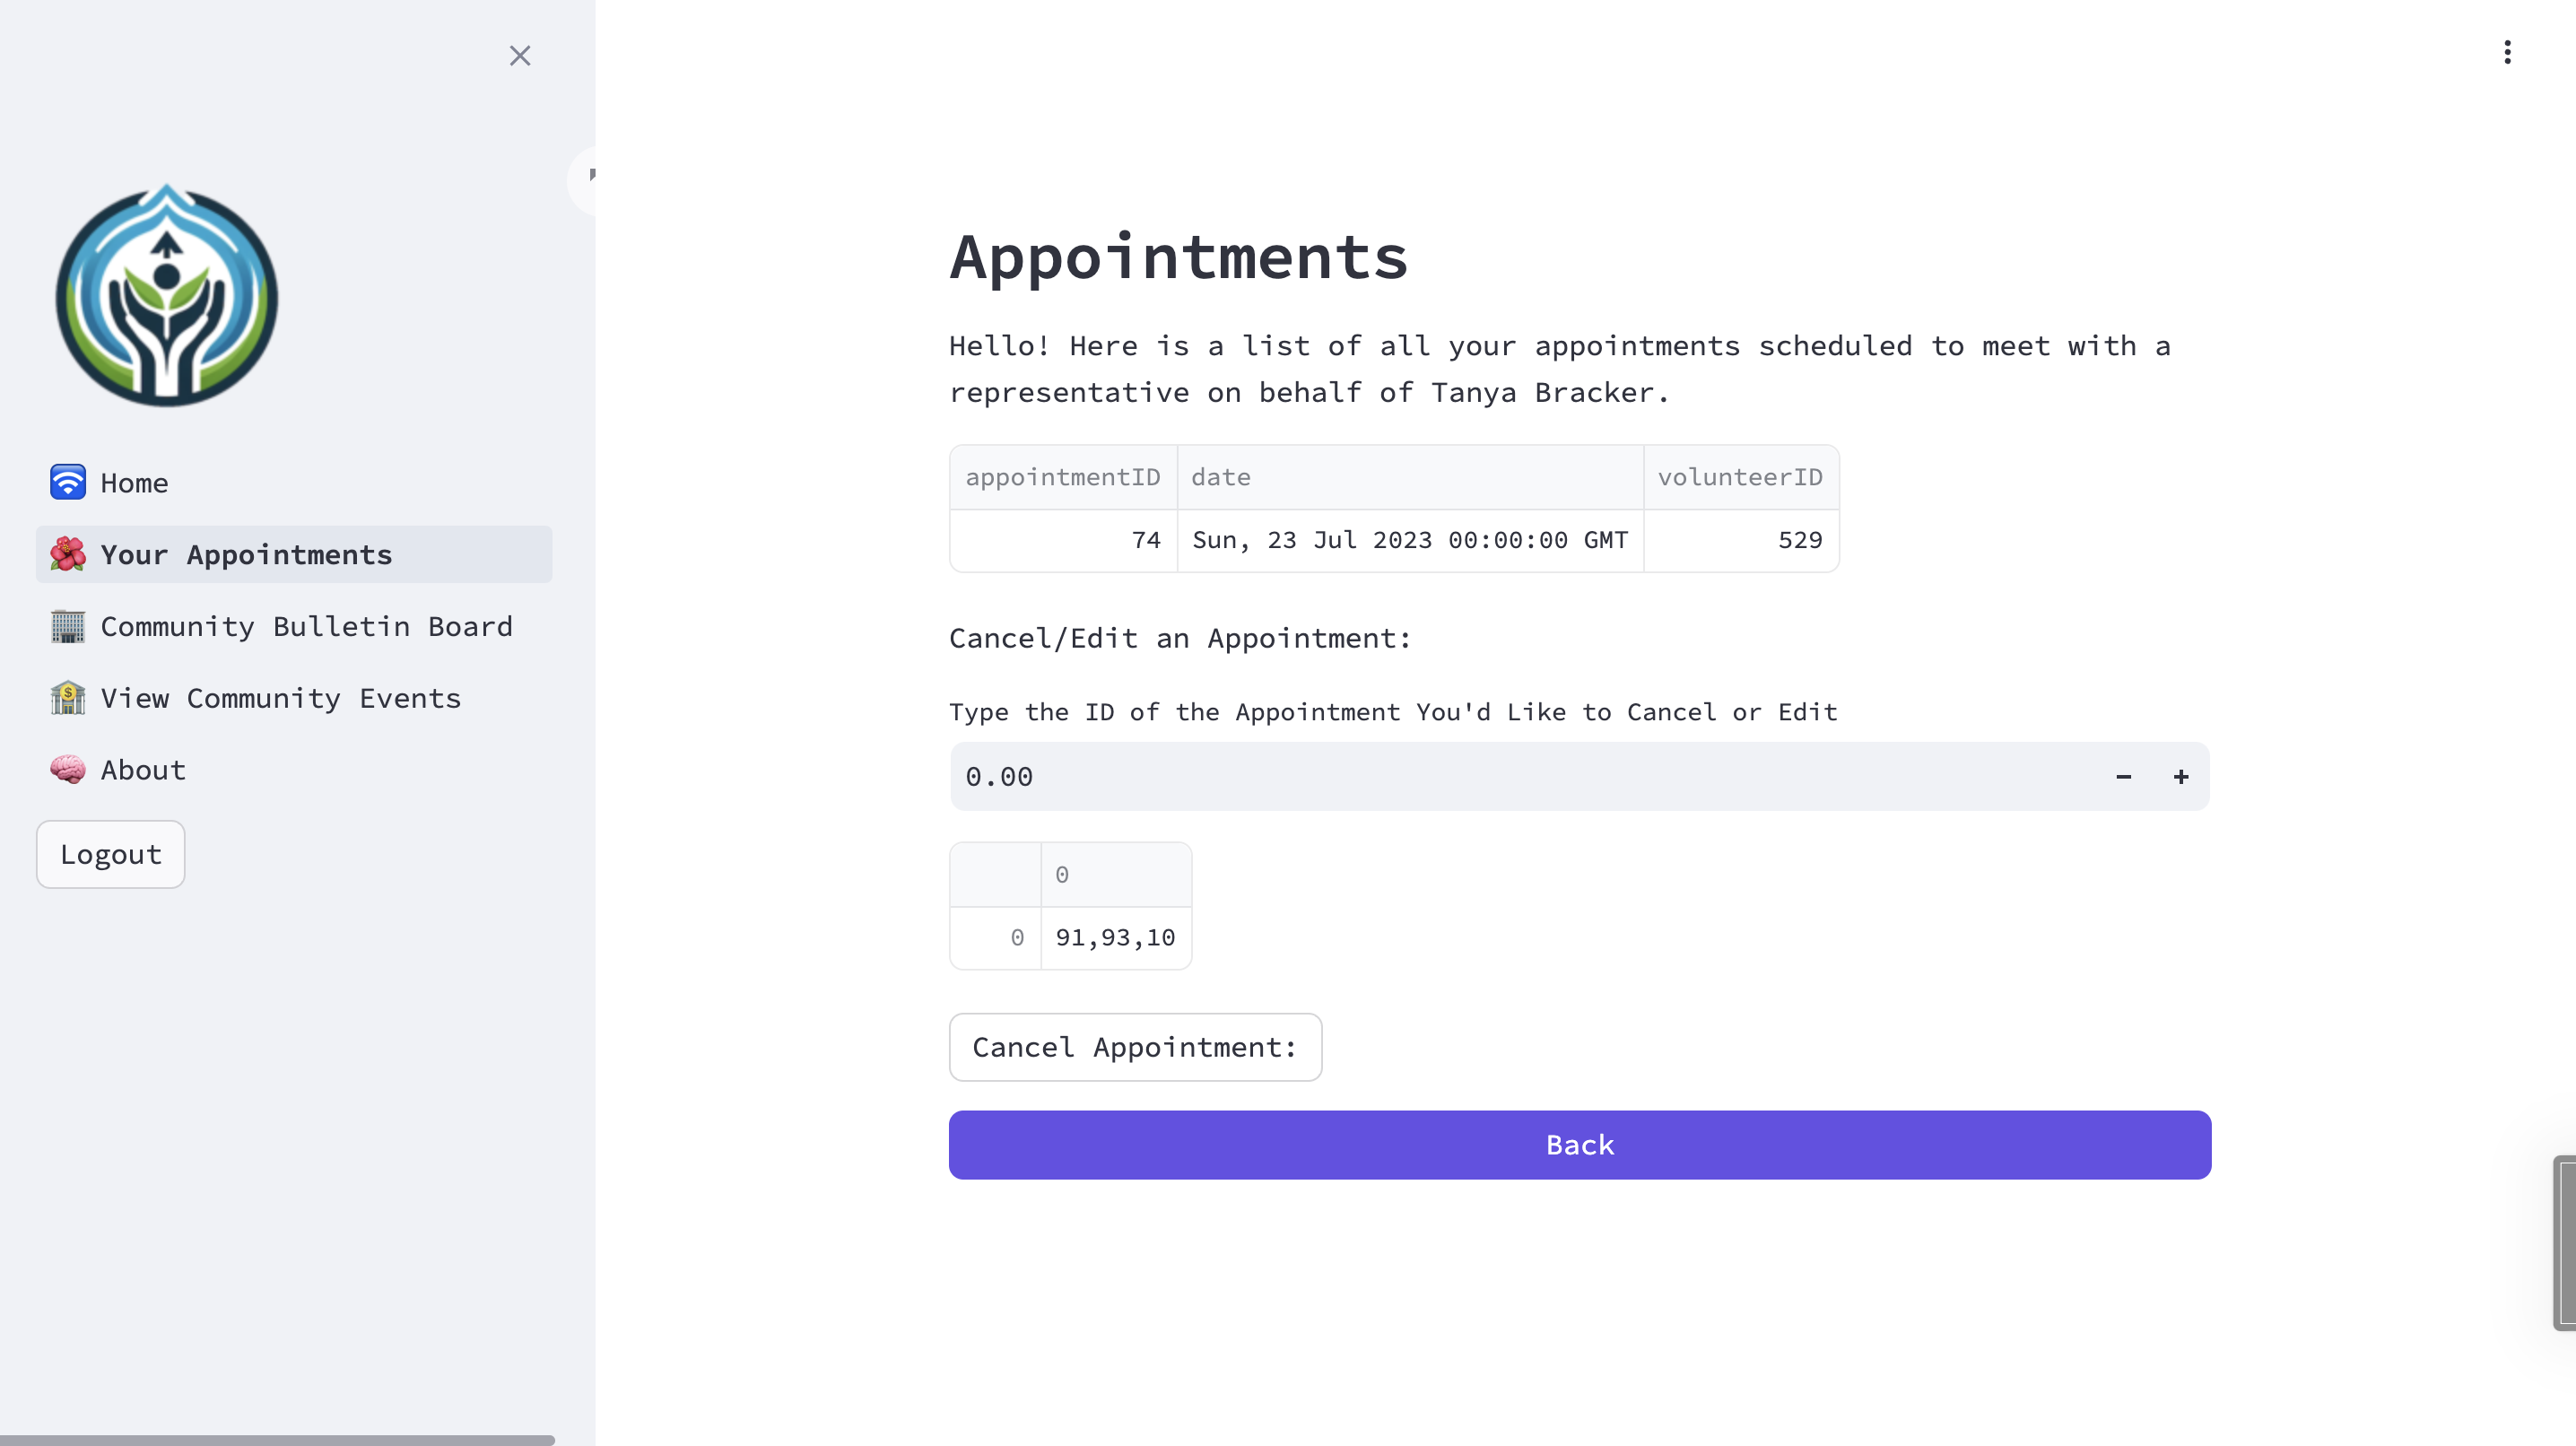 Home
Your Appointments
Community Bulletin Board
View Community Events
About
Logout
Appointments
Hello! Here is a list of all your appointments scheduled to meet with a
representative on behalf of Tanya Bracker.
appointmentID date volunteerID
74 Sun, 23 Jul 2023 00:00:00 GMT 529
Cancel/Edit an Appointment:
Type the ID of the Appointment You'd Like to Cancel or Edit
0.00 - +
0
0 91,93,10
Cancel Appointment:
Back